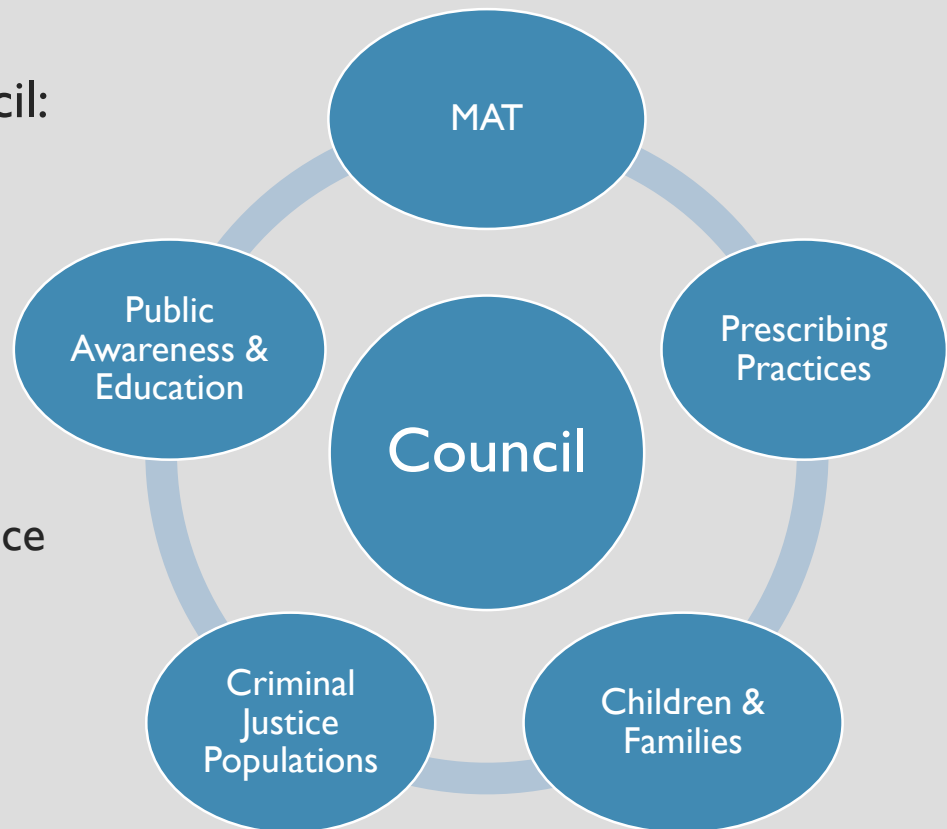 cil:
MAT
Public
Awareness &
Education
Prescribing
Practices
Council
ce
Criminal
Justice
Populations
Children &
Families